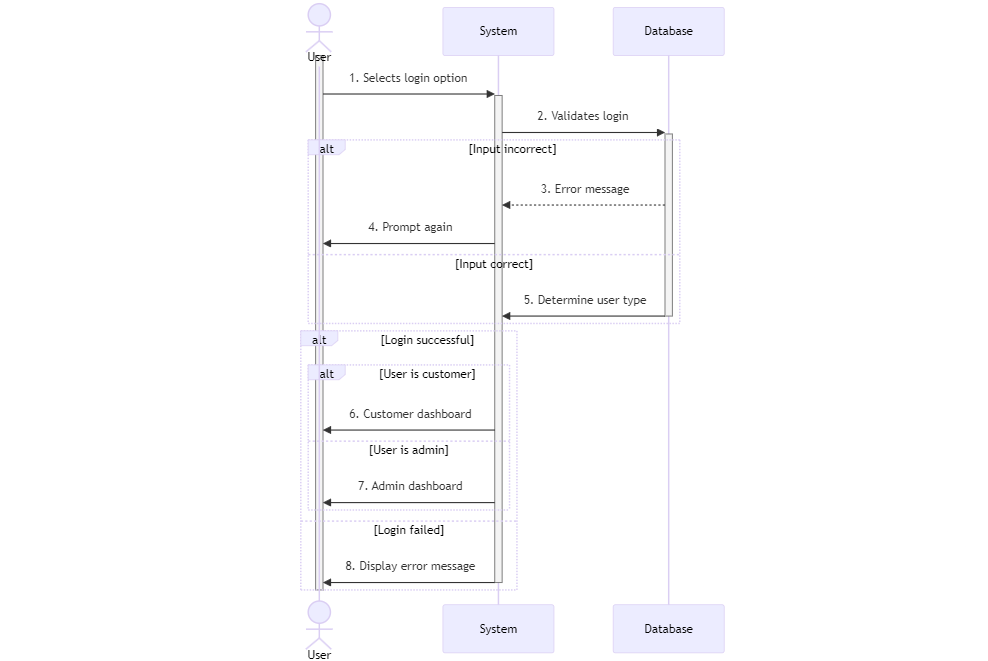 User
System
Database
1. Selects login option
2. Validates login
alt
[Input incorrect]
3. Error message
4. Prompt again
[Input correct]
5. Determine user type
alt
[Login successful]
alt
[User is customer]
6. Customer dashboard
[User is admin]
7. Admin dashboard
[Login failed]
8. Display error message
User
System
Database